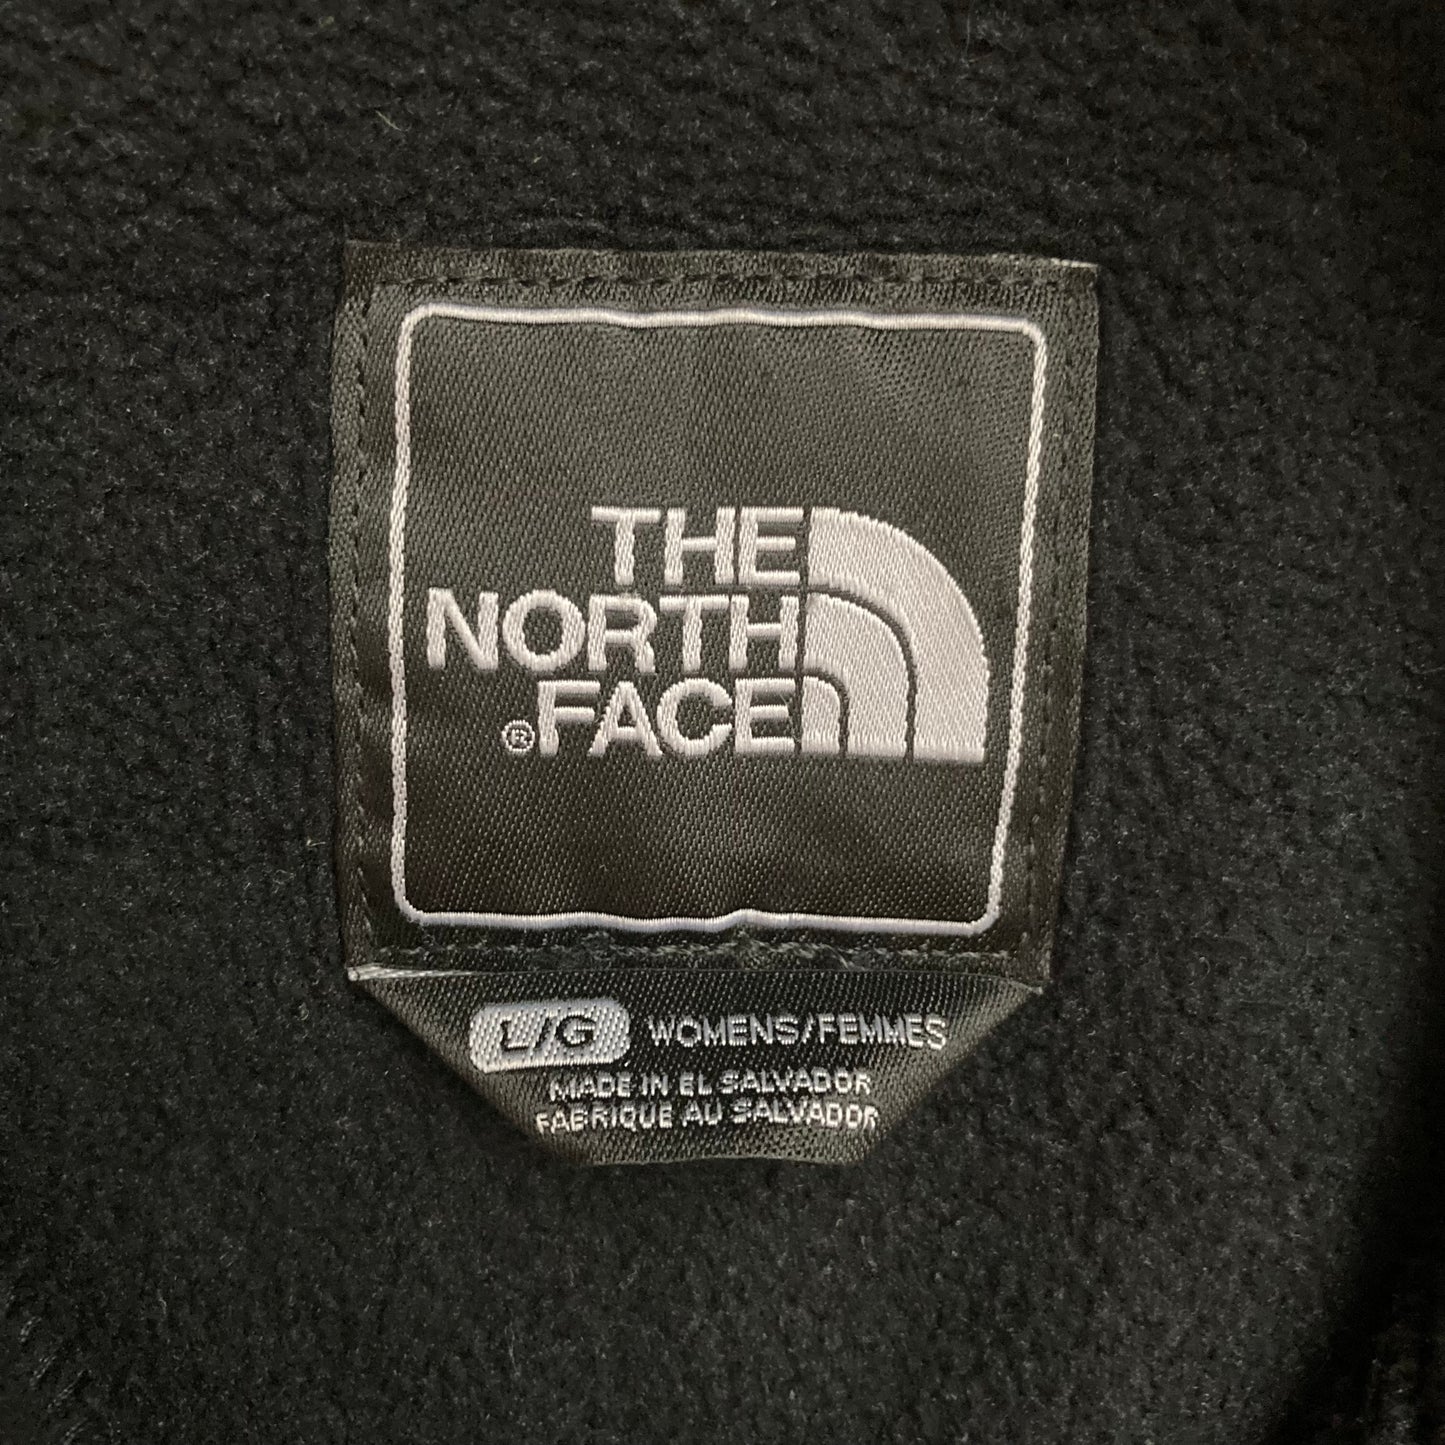 THE
NORTH
®FACE
L/G WOMENS/FEMMES
MADE IN EL SALVADOR
FABRIQUE AU SALVADOR